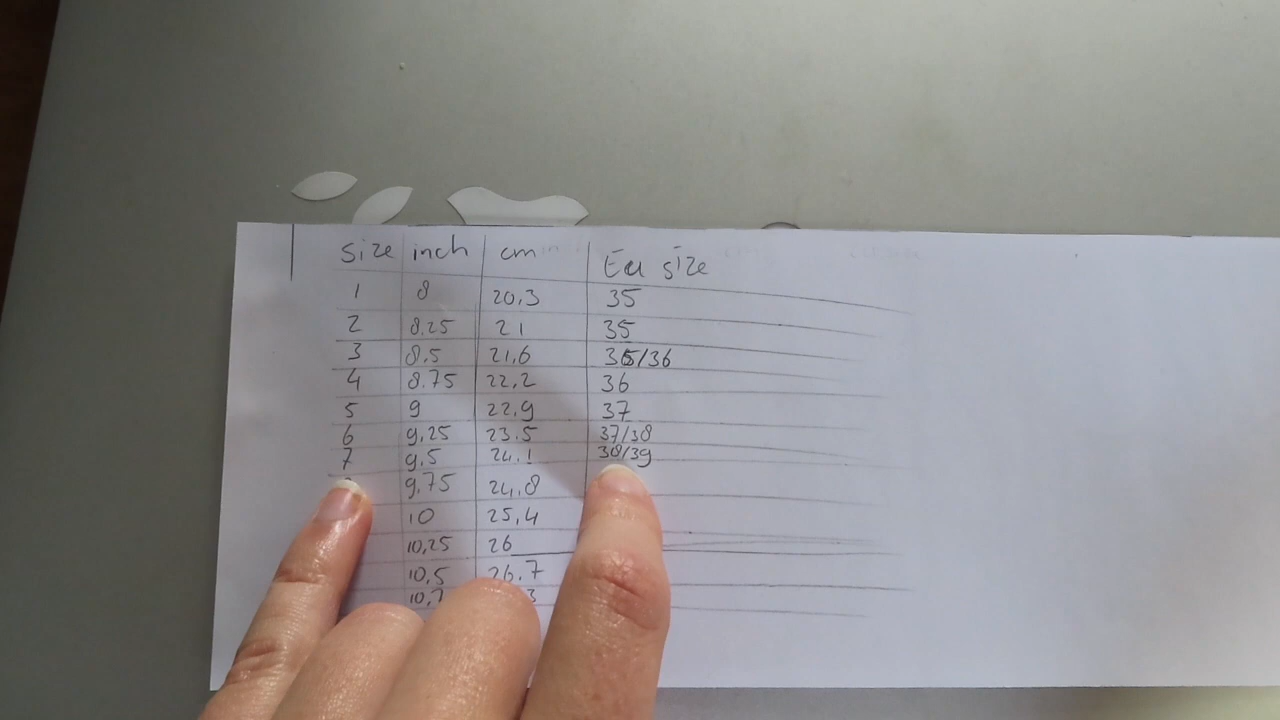 size inch cm Eu size
1 8 20,3 35
2 8.25 21 35
3 8,5 21,6 35/36
4 8.75 22,2 36
5 9 22,9 37
6 9,25 23.5 37/38
7 9,5 24,1 38/39
9,75 24,8
10 25,4
10,25 26
10,5 26,7